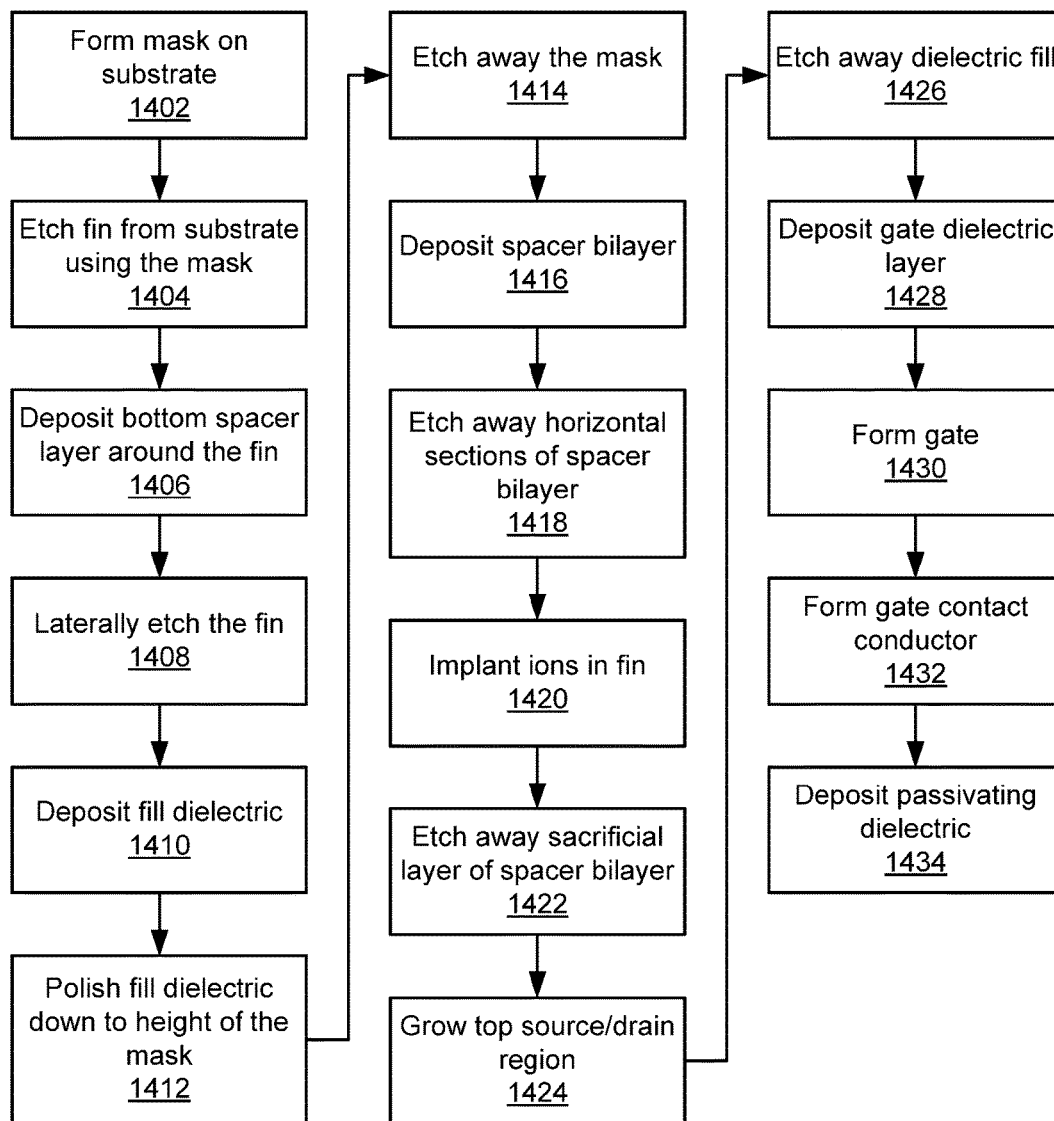 Form mask on
substrate
1402
Etch fin from substrate
using the mask
1404
Deposit bottom spacer
layer around the fin
1406
Laterally etch the fin
1408
Deposit fill dielectric
1410
Polish fill dielectric
down to height of the
mask
1412
Etch away the mask
1414
Deposit spacer bilayer
1416
Etch away horizontal
sections of spacer
bilayer
1418
Implant ions in fin
1420
Etch away sacrificial
layer of spacer bilayer
1422
Grow top source/drain
region
1424
Etch away dielectric fill
1426
Deposit gate dielectric
layer
1428
Form gate
1430
Form gate contact
conductor
1432
Deposit passivating
dielectric
1434